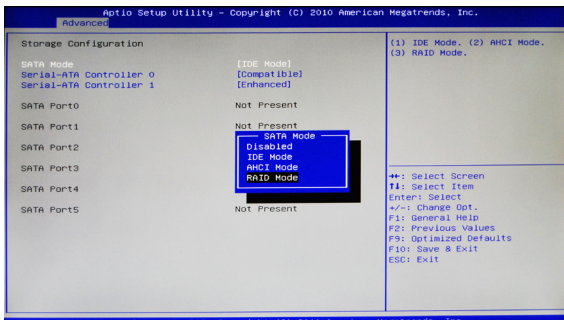 Aptio Setup Utility – Copyright (C) 2010 American Megatrends, Inc.
Advanced
Storage Configuration
SATA Mode [IDE Mode]
Serial-ATA Controller 0 [Compatible]
Serial-ATA Controller 1 [Enhanced]
SATA Port0 Not Present
SATA Port1 Not Present
SATA Port2
SATA Port3
SATA Port4
SATA Port5 Not Present
SATA Mode
Disabled
IDE Mode
AHCI Mode
RAID Mode
(1) IDE Mode. (2) AHCI Mode.
(3) RAID Mode.
→←: Select Screen
↑↓: Select Item
Enter: Select
+/-: Change Opt.
F1: General Help
F2: Previous Values
F9: Optimized Defaults
F10: Save & Exit
ESC: Exit